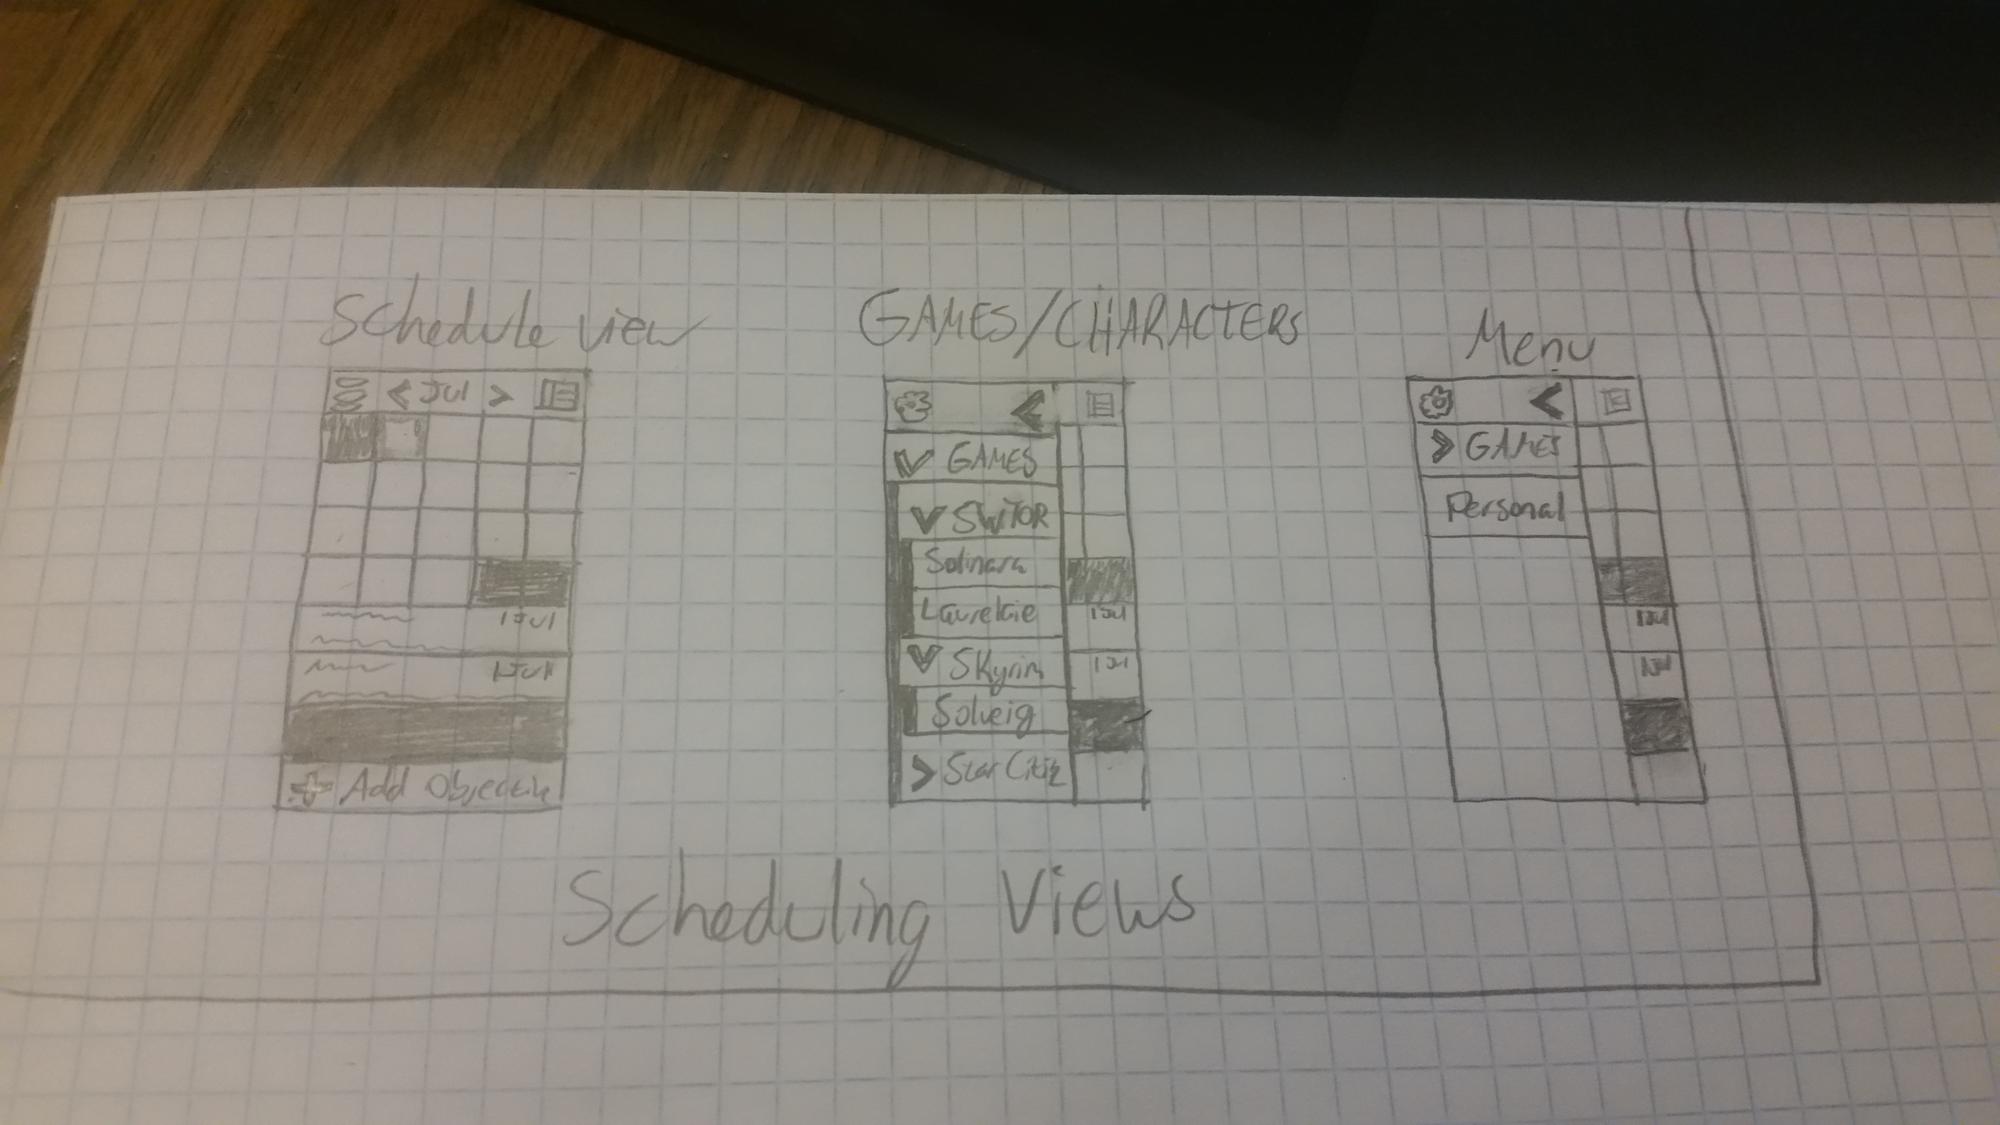 Schedule view
< Jul >
1 Jul
1 Jul
+ Add Objectiv
GAMES/CHARACTERS
<
V GAMES
V SWTOR
Solinara
Laurelaie
V Skyrim
Solveig
> Star Citiz
1 Jul
1 Jul
Menu
<
> GAMES
Personal
1 Jul
1 Jul
Scheduling Views